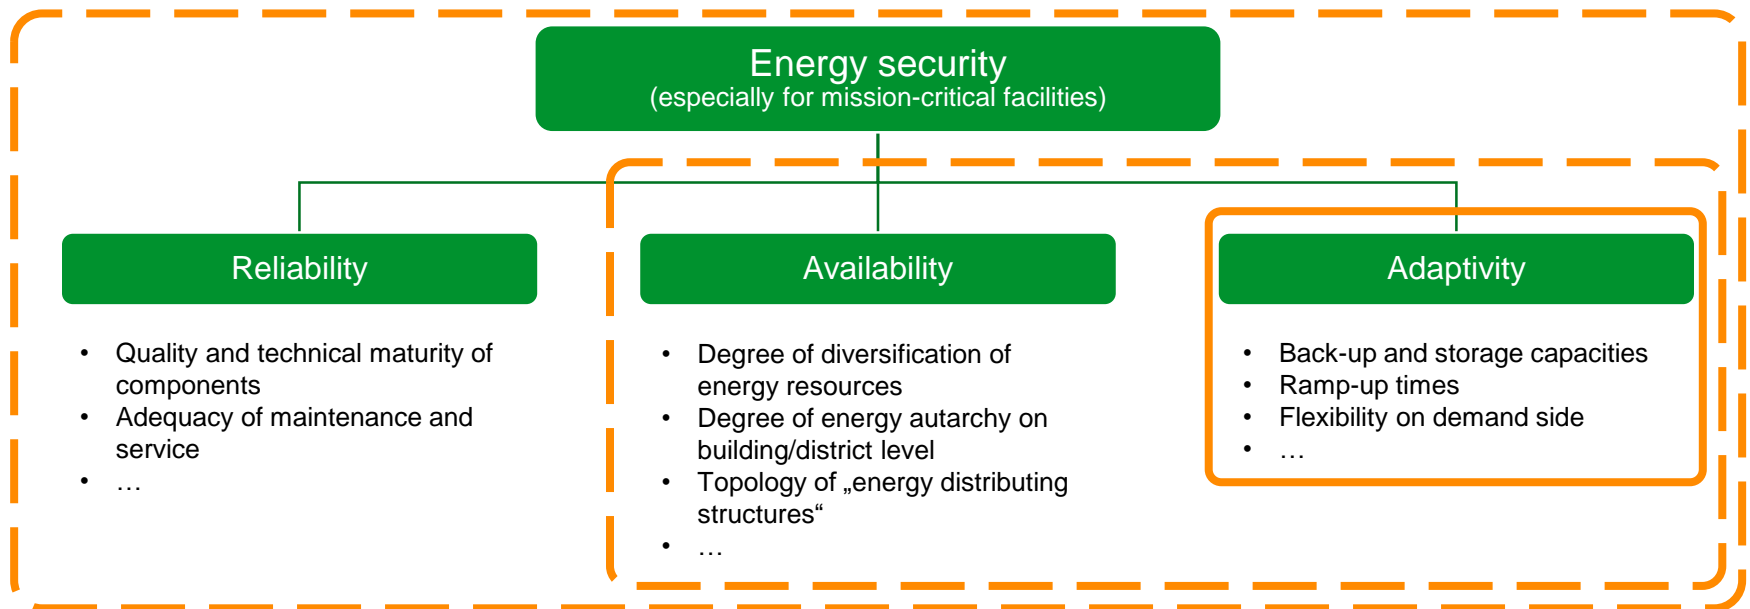 Energy security
(especially for mission-critical facilities)
Reliability
• Quality and technical maturity of
components
• Adequacy of maintenance and
service
• …
Availability
• Degree of diversification of
energy resources
• Degree of energy autarchy on
building/district level
• Topology of „energy distributing
structures“
• …
Adaptivity
• Back-up and storage capacities
• Ramp-up times
• Flexibility on demand side
• …